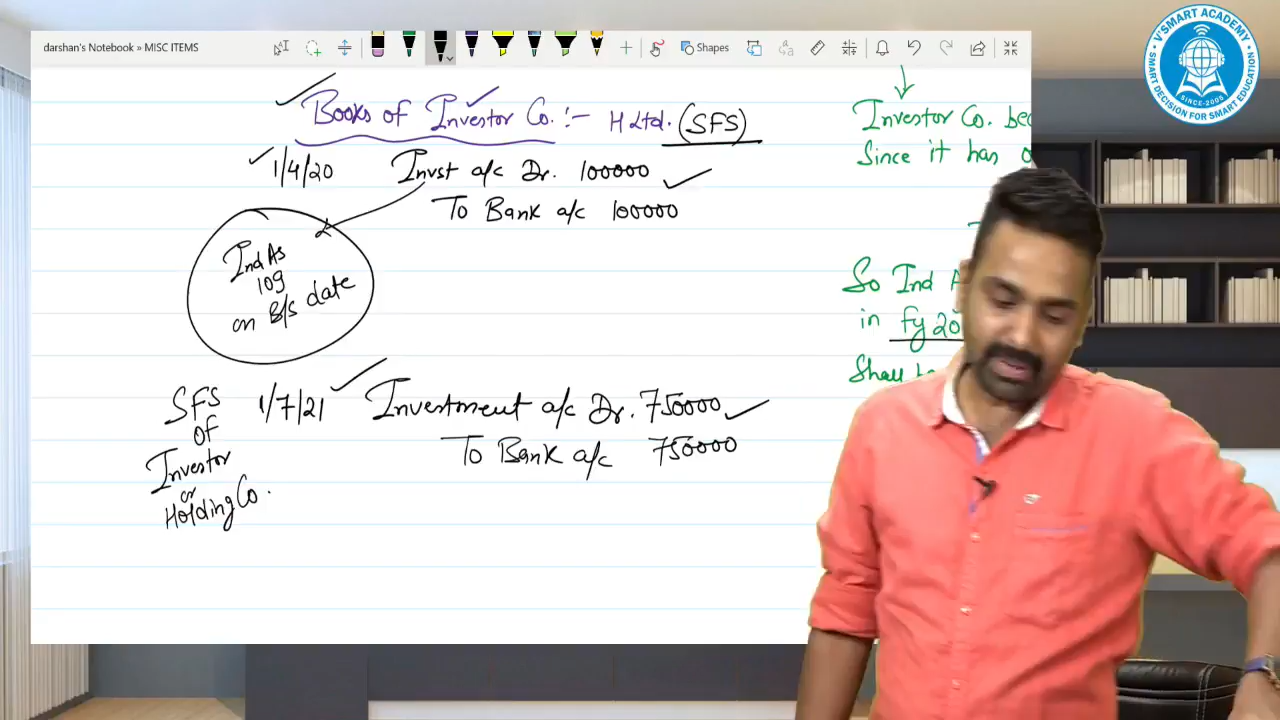 darshan's Notebook » MISC ITEMS
Shapes
V'SMART ACADEMY
SINCE-2005
SMART DECISION FOR SMART EDUCATION
Books of Investor Co. :- H Ltd. (SFS)
1/4/20 Invst a/c Dr. 100000
To Bank a/c 100000
Ind As
109
on B/s date
SFS
of
Investor
or
Holding Co.
1/7/21 Investment a/c Dr. 750000
To Bank a/c 750000
Investor Co. bec
Since it has
So Ind A
in fy 20
Shall